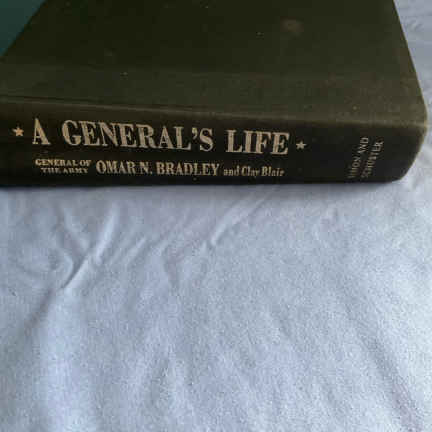 ★ A GENERAL'S LIFE ★
GENERAL OF
THE ARMY OMAR N. BRADLEY and Clay Blair
SIMON AND
SCHUSTER